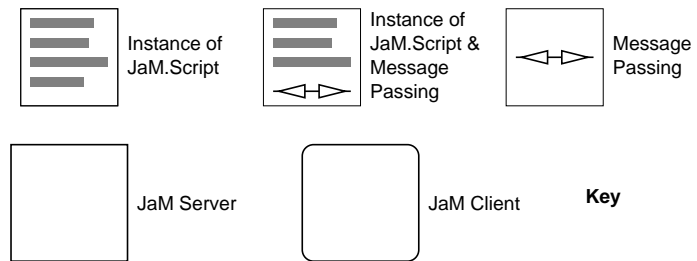 Instance of
JaM.Script
Instance of
JaM.Script &
Message
Passing
Message
Passing
JaM Server
JaM Client
Key